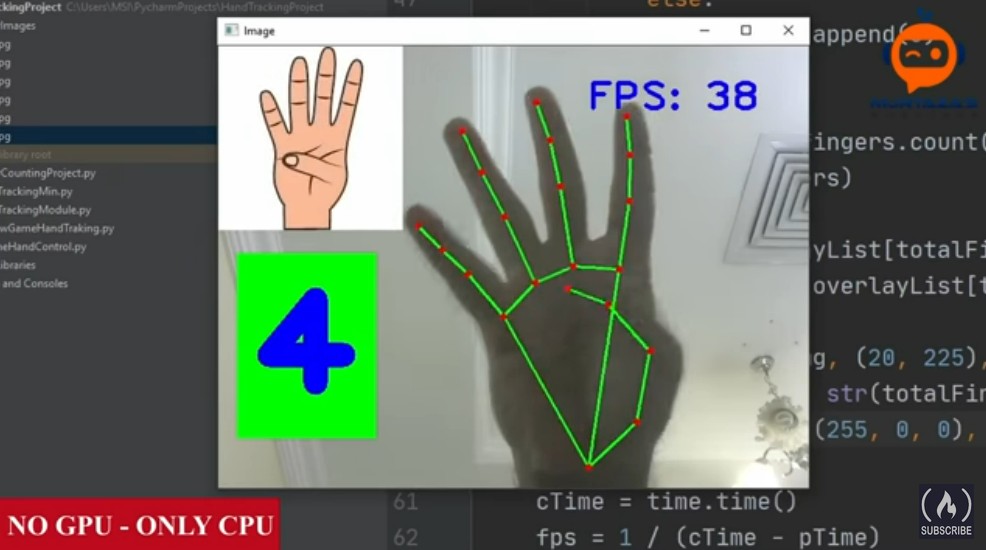 ckingProject C:\Users\MSI\PycharmProjects\HandTrackingProject
Images
pg
pg
pg
pg
pg
pg
library root
rCountingProject.py
TrackingMin.py
TrackingModule.py
wGameHandTraking.py
neHandControl.py
ibraries
and Consoles
47
else:
append(
ingers.count(
rs)
yList[totalFi
overlayList[t
g, (20, 225),
str(totalFin
(255, 0, 0),
61 cTime = time.time()
62 fps = 1 / (cTime - pTime)
Image
FPS: 38
4
NO GPU - ONLY CPU
SUBSCRIBE